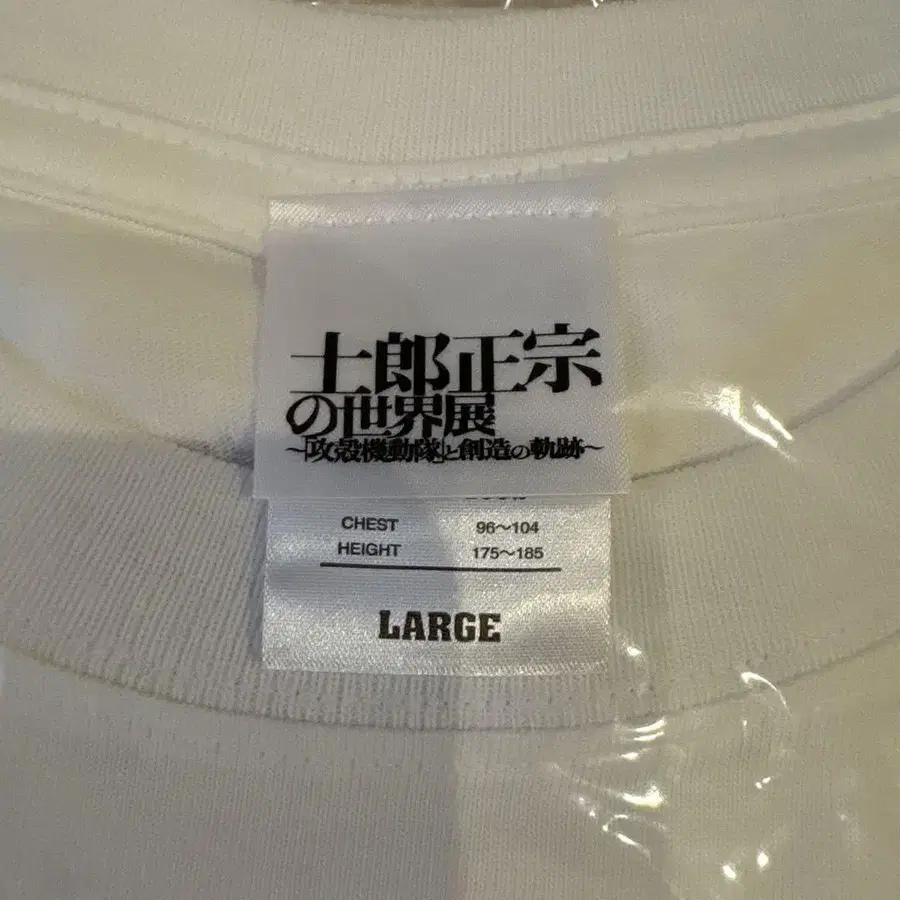 士郎正宗
の世界展
~「攻殻機動隊」と創造の軌跡~
CHEST 96~104
HEIGHT 175~185
LARGE